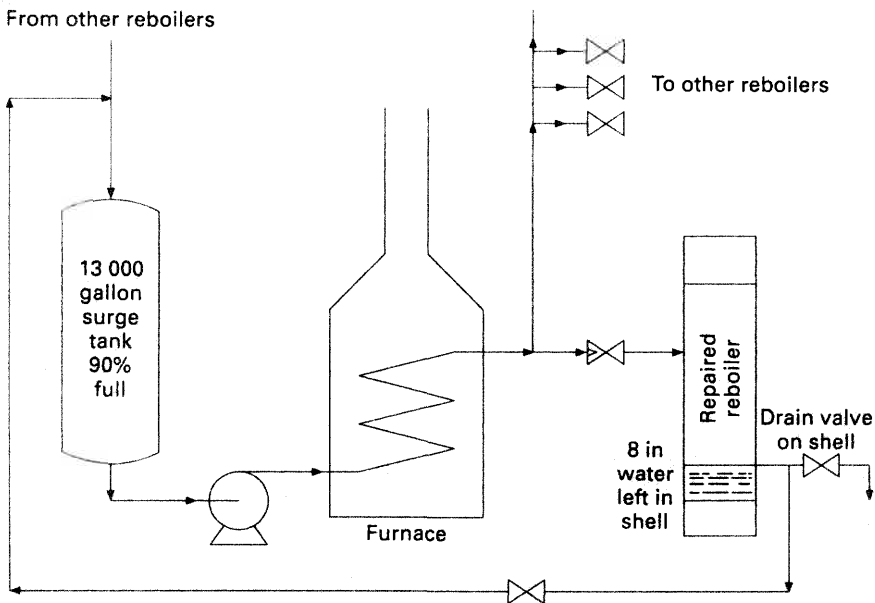 From other reboilers
To other reboilers
13 000
gallon
surge
tank
90%
full
Repaired
reboiler
Drain valve
on shell
8 in
water
left in
shell
Furnace